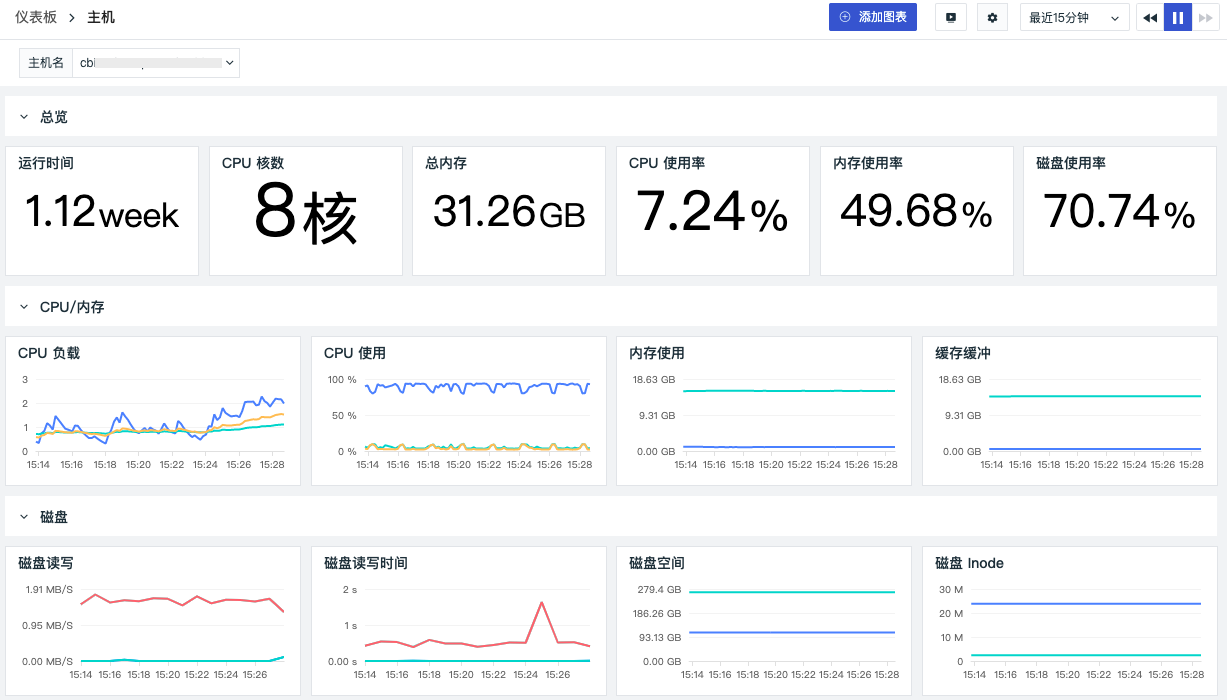 仪表板 > 主机
添加图表
最近15分钟
主机名 cbi
总览
运行时间
1.12week
CPU 核数
8核
总内存
31.26GB
CPU 使用率
7.24%
内存使用率
49.68%
磁盘使用率
70.74%
CPU/内存
CPU 负载
3
2
1
0
15:14 15:16 15:18 15:20 15:22 15:24 15:26 15:28
CPU 使用
100 %
50 %
0 %
15:14 15:16 15:18 15:20 15:22 15:24 15:26 15:28
内存使用
18.63 GB
9.31 GB
0.00 GB
15:14 15:16 15:18 15:20 15:22 15:24 15:26 15:28
缓存缓冲
18.63 GB
9.31 GB
0.00 GB
15:14 15:16 15:18 15:20 15:22 15:24 15:26 15:28
磁盘
磁盘读写
1.91 MB/S
0.95 MB/S
0.00 MB/S
15:14 15:16 15:18 15:20 15:22 15:24 15:26
磁盘读写时间
2 s
1 s
0.00 s
15:14 15:16 15:18 15:20 15:22 15:24 15:26
磁盘空间
279.4 GB
186.26 GB
93.13 GB
0.00 GB
15:14 15:16 15:18 15:20 15:22 15:24 15:26 15:28
磁盘 Inode
30 M
20 M
10 M
0
15:14 15:16 15:18 15:20 15:22 15:24 15:26 15:28